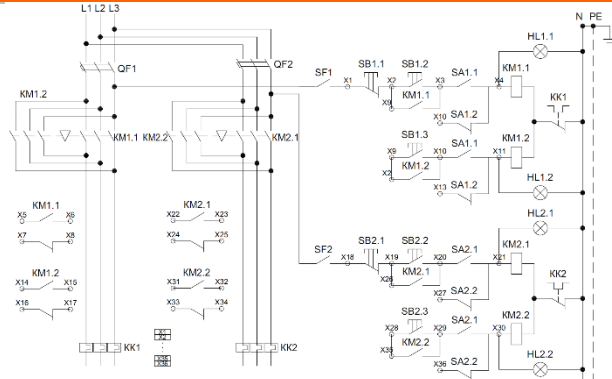 L1 L2 L3
N PE
HL1.1
QF1
QF2
SF1
SB1.1
SB1.2
SA1.1
KM1.1
X1
X2
X3
X4
KK1
KM1.2
KM1.1
X9
X10
SA1.2
KM1.1
KM2.2
KM2.1
SB1.3
SA1.1
KM1.2
X9
X10
X11
KM1.2
X2
X13
SA1.2
HL1.2
KM1.1
KM2.1
X5
X6
X22
X23
HL2.1
X7
X8
X24
X25
SF2
SB2.1
SB2.2
SA2.1
KM2.1
X18
X19
X20
X21
KM1.2
KM2.2
KM2.1
KK2
X14
X15
X31
X32
X26
X27
SA2.2
X16
X17
X33
X34
SB2.3
SA2.1
KM2.2
X28
X29
X30
X1
X2
KM2.2
KK1
KK2
X35
X35
X36
X36
SA2.2
HL2.2